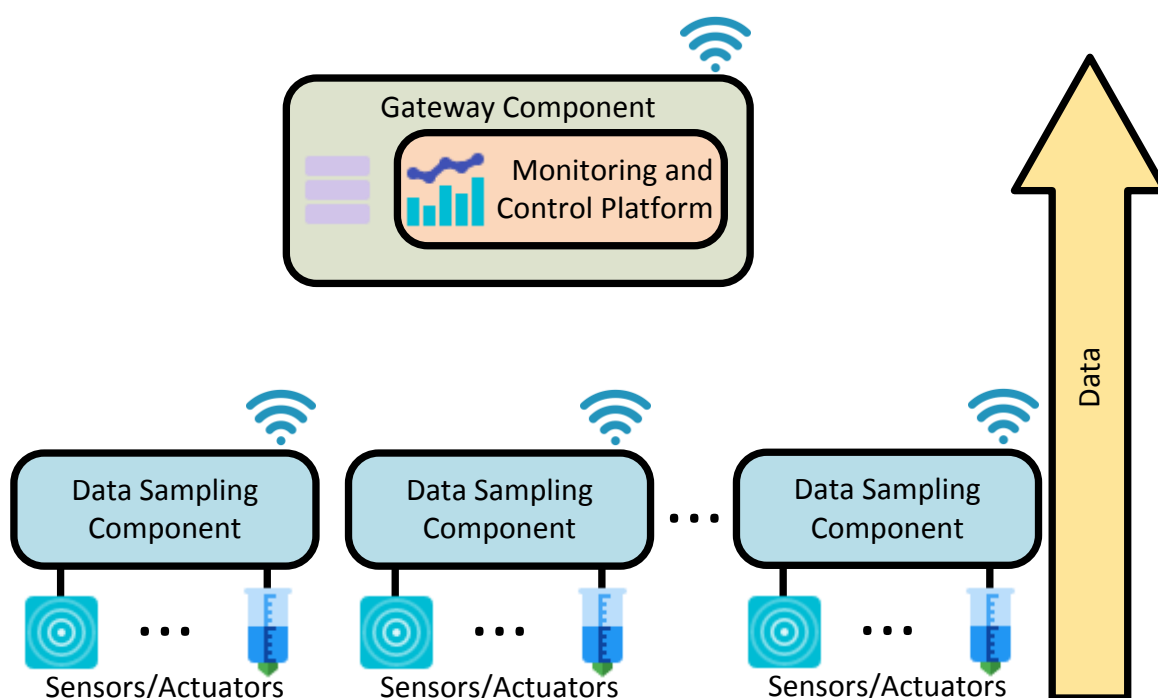 Gateway Component
Monitoring and
Control Platform
Data
Data Sampling
Component
Data Sampling
Component
...
Data Sampling
Component
...
Sensors/Actuators
...
Sensors/Actuators
...
Sensors/Actuators